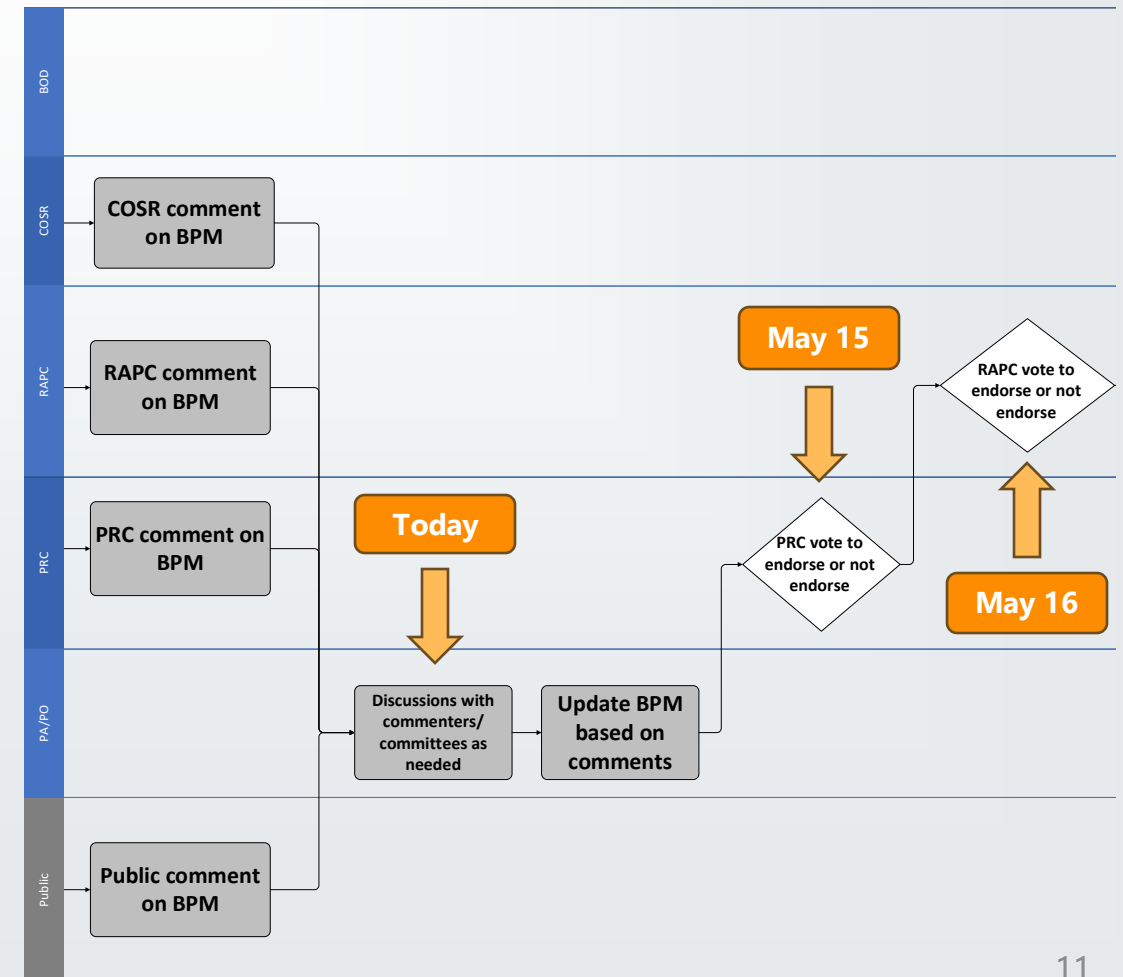 BOD
COSR
COSR comment
on BPM
RAPC
RAPC comment
on BPM
May 15
RAPC vote to
endorse or not
endorse
PRC
PRC comment on
BPM
Today
PRC vote to
endorse or not
endorse
May 16
PA/PO
Discussions with
commenters/
committees as
needed
Update BPM
based on
comments
Public
Public comment
on BPM
11